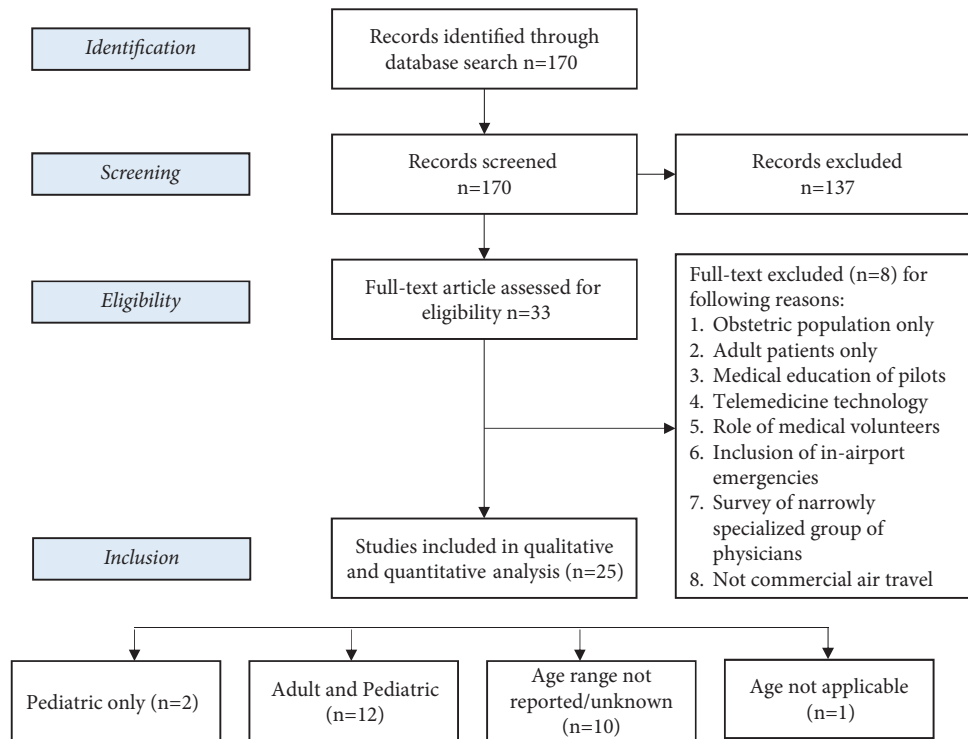 Identification
Records identified through
database search n=170
Screening
Records screened
n=170
Records excluded
n=137
Eligibility
Full-text article assessed for
eligibility n=33
Full-text excluded (n=8) for
following reasons:
1. Obstetric population only
2. Adult patients only
3. Medical education of pilots
4. Telemedicine technology
5. Role of medical volunteers
6. Inclusion of in-airport
emergencies
7. Survey of narrowly
specialized group of
physicians
8. Not commercial air travel
Inclusion
Studies included in qualitative
and quantitative analysis (n=25)
Pediatric only (n=2)
Adult and Pediatric
(n=12)
Age range not
reported/unknown
(n=10)
Age not applicable
(n=1)